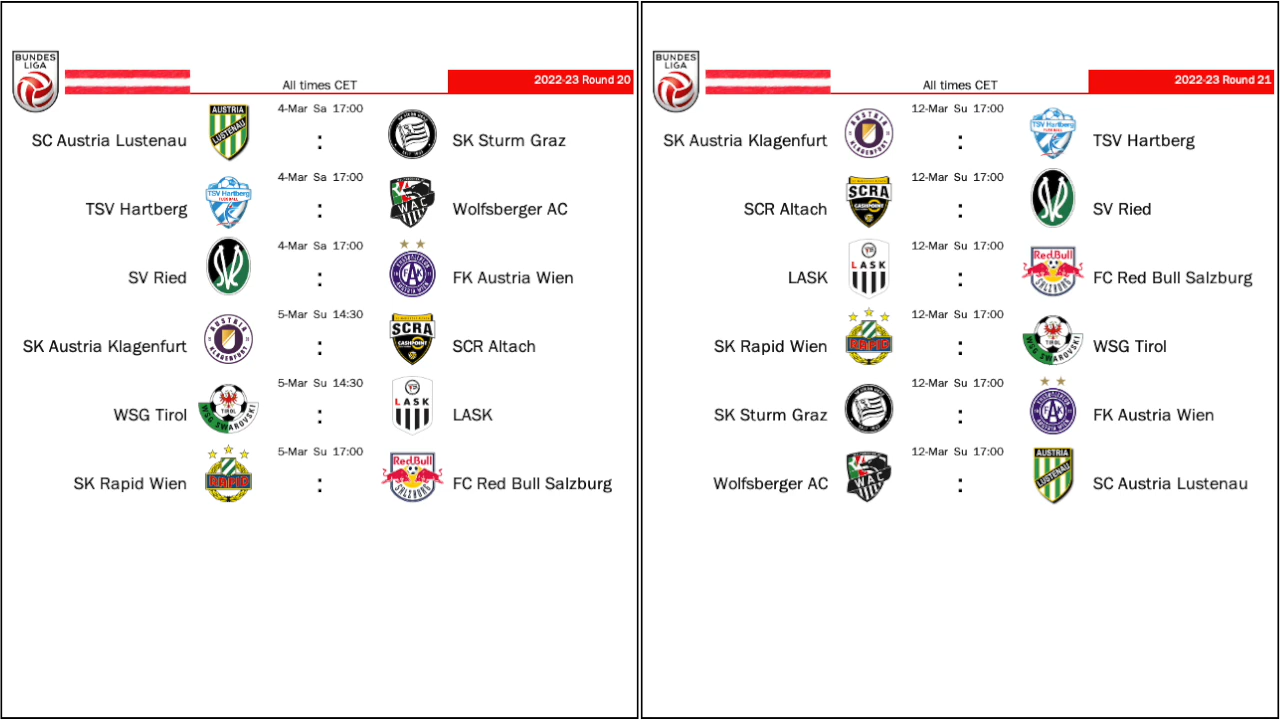 BUNDES
LIGA
All times CET
2022-23 Round 20
4-Mar Sa 17:00
SC Austria Lustenau : SK Sturm Graz
4-Mar Sa 17:00
TSV Hartberg : Wolfsberger AC
4-Mar Sa 17:00
SV Ried : FK Austria Wien
5-Mar Su 14:30
SK Austria Klagenfurt : SCR Altach
5-Mar Su 14:30
WSG Tirol : LASK
5-Mar Su 17:00
SK Rapid Wien : FC Red Bull Salzburg
BUNDES
LIGA
All times CET
2022-23 Round 21
12-Mar Su 17:00
SK Austria Klagenfurt : TSV Hartberg
12-Mar Su 17:00
SCR Altach : SV Ried
12-Mar Su 17:00
LASK : FC Red Bull Salzburg
12-Mar Su 17:00
SK Rapid Wien : WSG Tirol
12-Mar Su 17:00
SK Sturm Graz : FK Austria Wien
12-Mar Su 17:00
Wolfsberger AC : SC Austria Lustenau